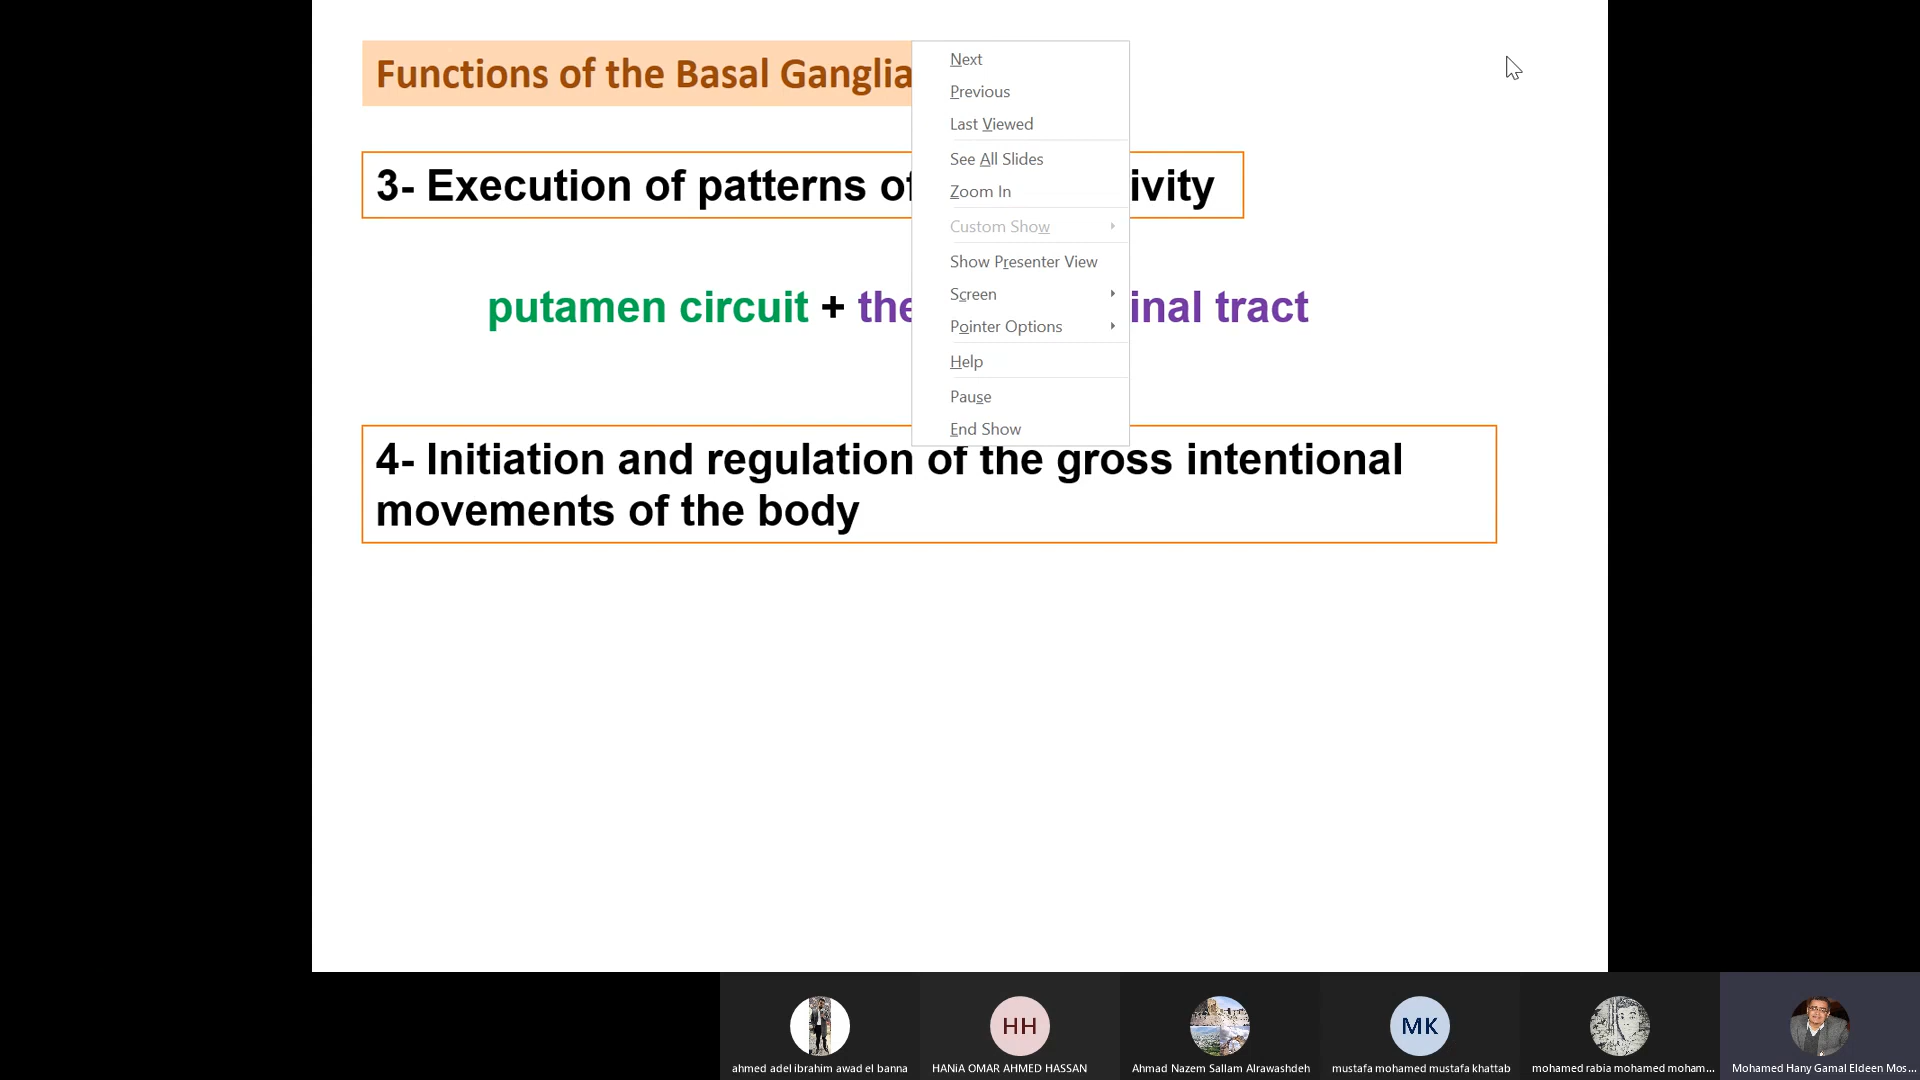 Functions of the Basal Ganglia
3- Execution of patterns of ivity
putamen circuit + the inal tract
4- Initiation and regulation of the gross intentional
movements of the body
Next
Previous
Last Viewed
See All Slides
Zoom In
Custom Show
Show Presenter View
Screen
Pointer Options
Help
Pause
End Show
HH
MK
ahmed adel ibrahim awad el banna
HANiA OMAR AHMED HASSAN
Ahmad Nazem Sallam Alrawashdeh
mustafa mohamed mustafa khattab
mohamed rabia mohamed moham...
Mohamed Hany Gamal Eldeen Mos...